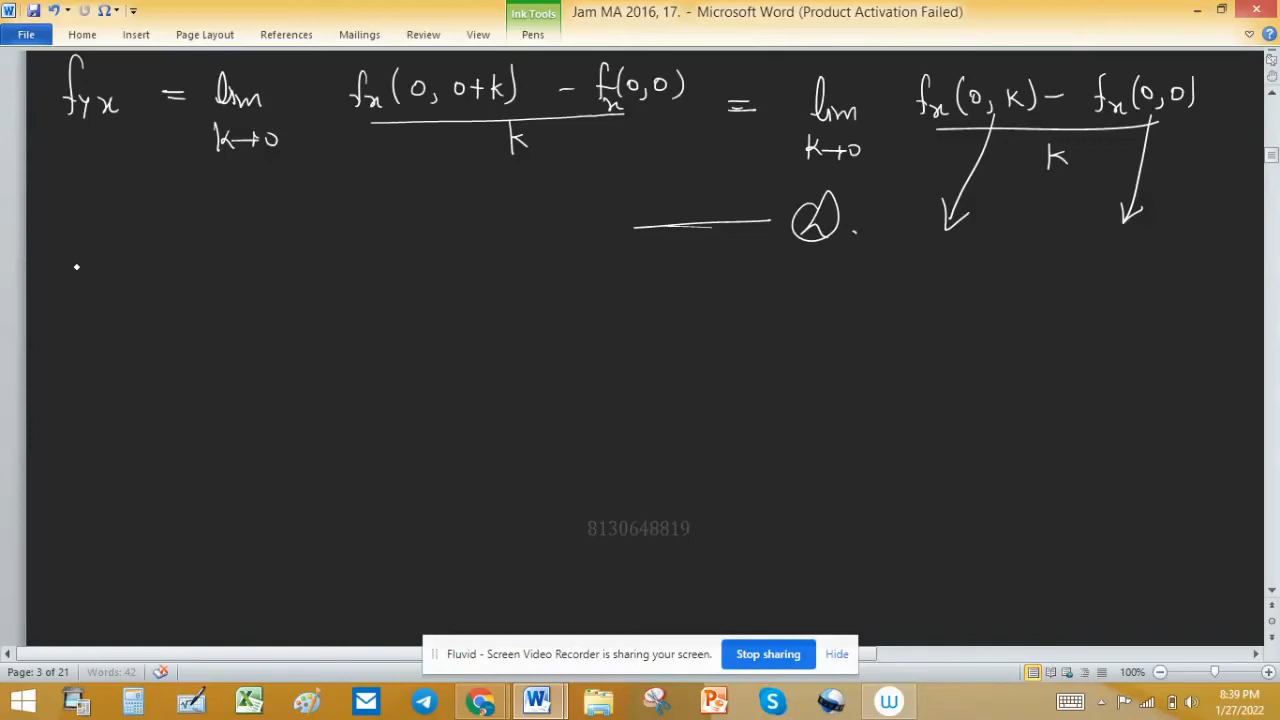 Jam MA 2016, 17. - Microsoft Word (Product Activation Failed)
Ink Tools
File Home Insert Page Layout References Mailings Review View Pens
fyx = lim k→0 fx(0, 0+k) - fx(0,0) / k = lim k→0 fx(0, k) - fx(0,0) / k
2.
8130648819
Fluvid - Screen Video Recorder is sharing your screen. Stop sharing Hide
Page: 3 of 21 Words: 42 100%
8:39 PM
1/27/2022